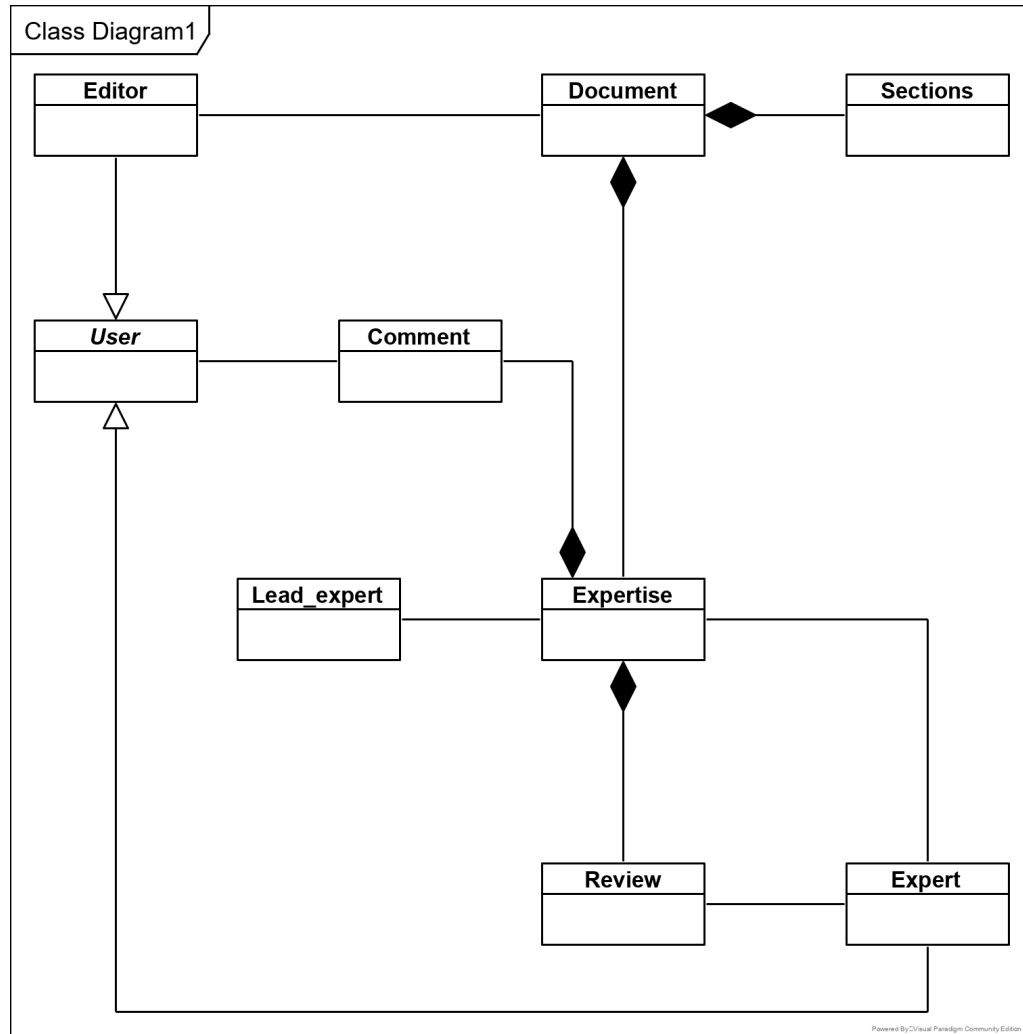 Class Diagram1
Editor
Document
Sections
User
Comment
Lead_expert
Expertise
Review
Expert
Powered By Visual Paradigm Community Edition